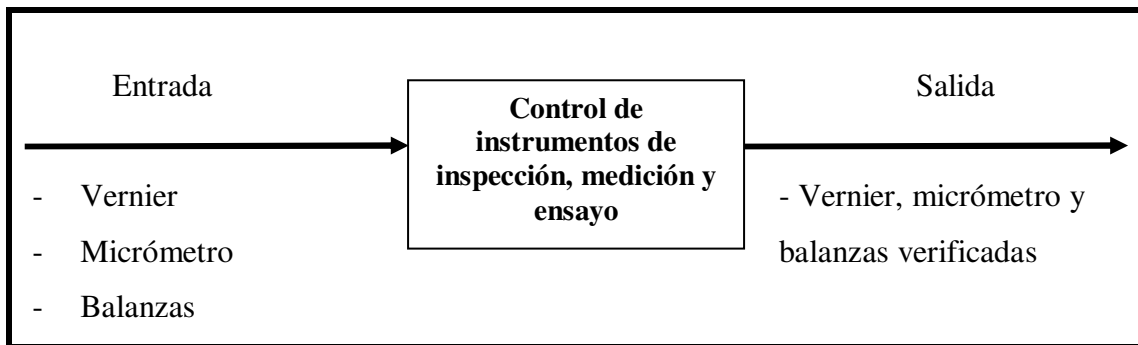 Entrada
- Vernier
- Micrómetro
- Balanzas
Control de
instrumentos de
inspección, medición y
ensayo
Salida
- Vernier, micrómetro y
balanzas verificadas